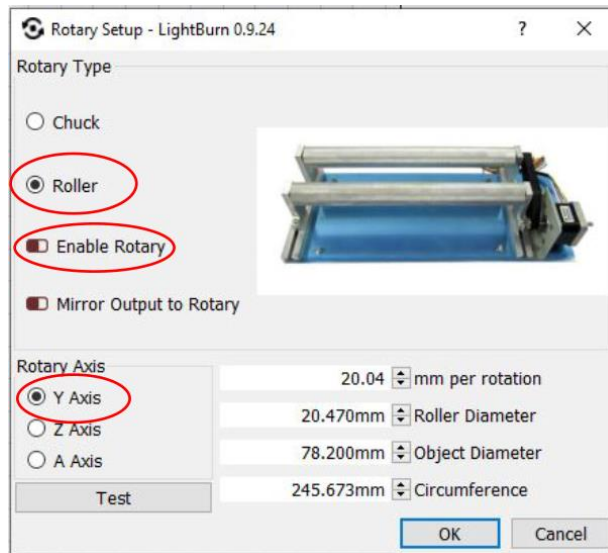 Rotary Setup - LightBurn 0.9.24 ? ×
Rotary Type
Chuck
Roller
Enable Rotary
Mirror Output to Rotary
Rotary Axis
Y Axis
Z Axis
A Axis
Test
20.04 mm per rotation
20.470mm Roller Diameter
78.200mm Object Diameter
245.673mm Circumference
OK Cancel